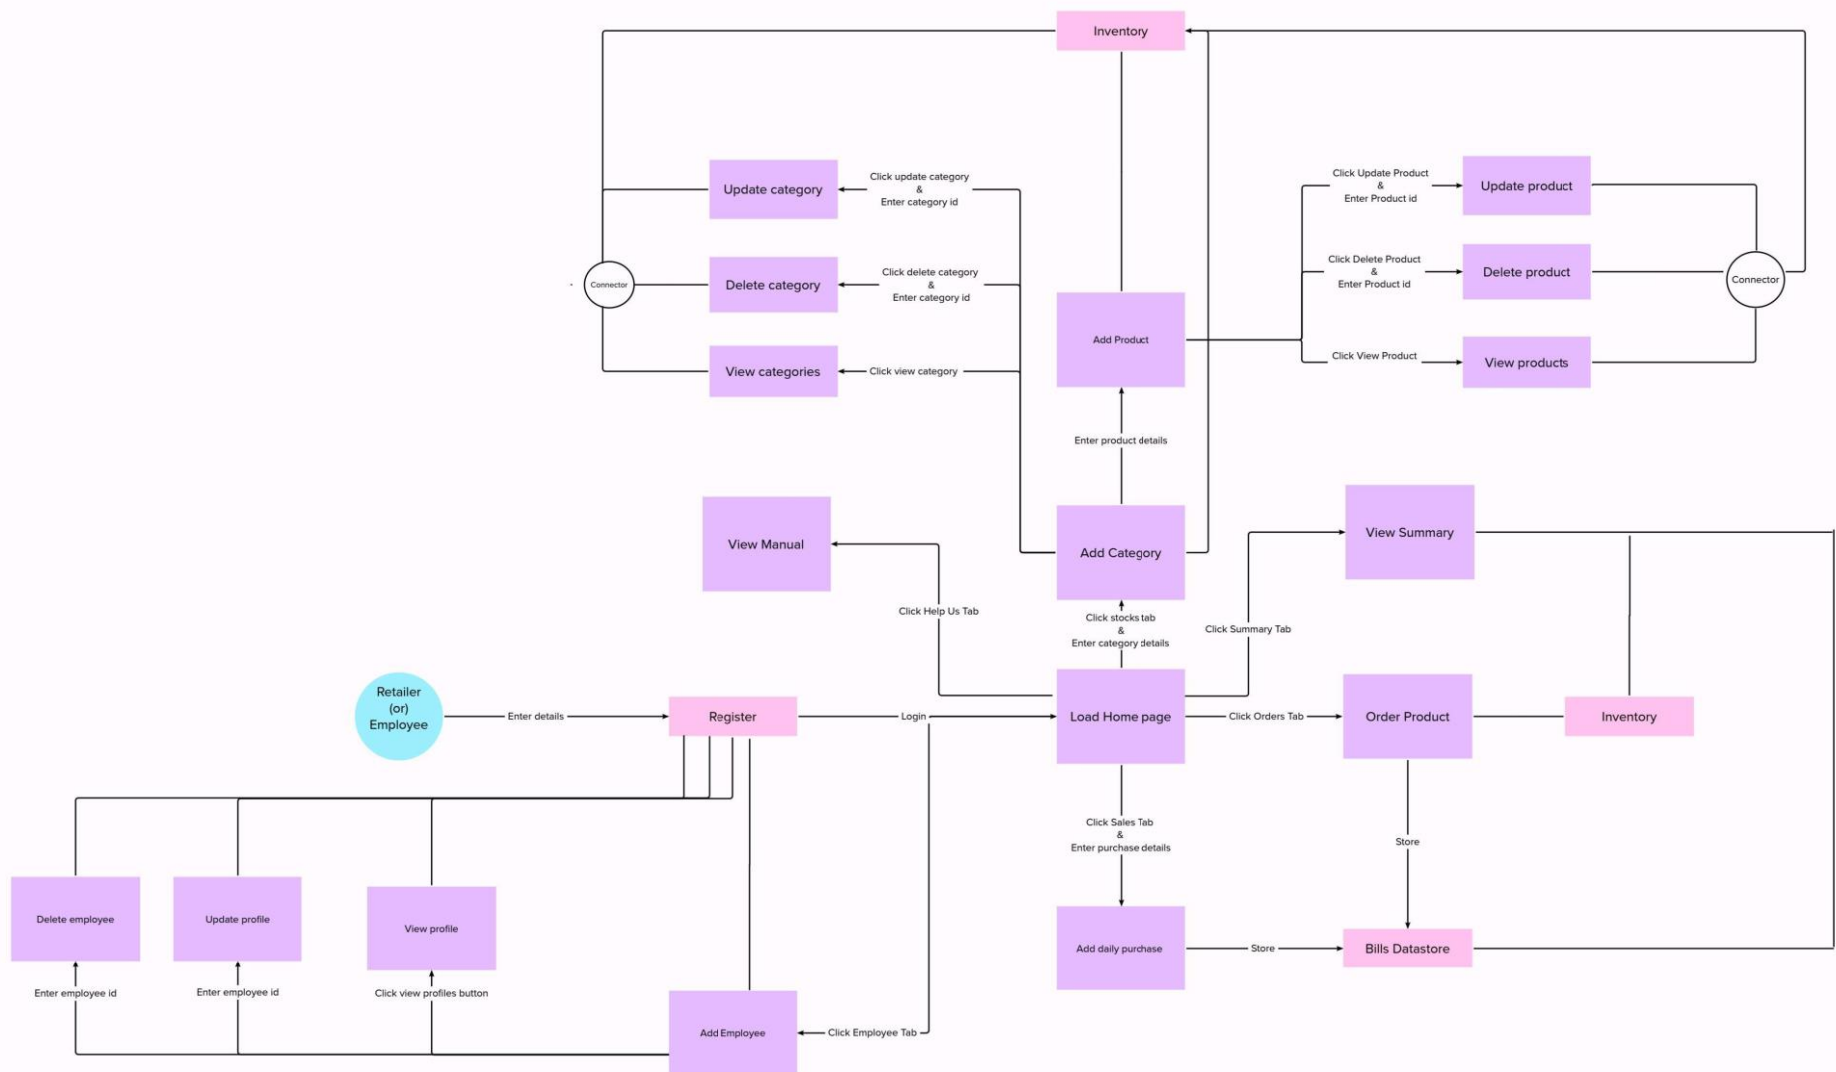 Inventory
Click update category
&
Enter category id
Update category
Click Update Product
&
Enter Product id
Update product
Connector
Delete category
Click delete category
&
Enter category id
Click Delete Product
&
Enter Product id
Delete product
Connector
Add Product
View categories
Click view category
Click View Product
View products
Enter product details
View Manual
Add Category
View Summary
Click Help Us Tab
Click stocks tab
&
Enter category details
Click Summary Tab
Retailer
(or)
Employee
Enter details
Register
Login
Load Home page
Click Orders Tab
Order Product
Inventory
Click Sales Tab
&
Enter purchase details
Store
Delete employee
Update profile
View profile
Add daily purchase
Store
Bills Datastore
Enter employee id
Enter employee id
Click view profiles button
Add Employee
Click Employee Tab